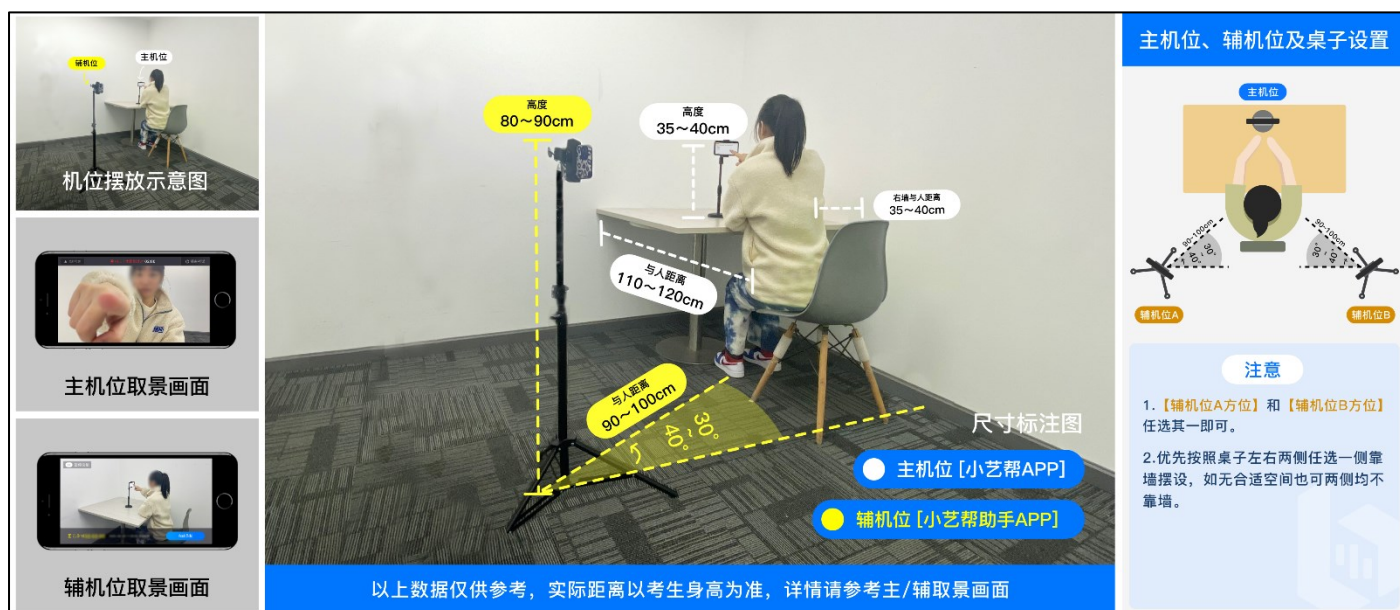 辅机位
主机位
机位摆放示意图
主机位取景画面
辅机位取景画面
高度
80～90cm
高度
35～40cm
右墙与人距离
35～40cm
与人距离
110～120cm
与人距离
90～100cm
30°
~
40°
尺寸标注图
主机位 [小艺帮APP]
辅机位 [小艺帮助手APP]
以上数据仅供参考，实际距离以考生身高为准，详情请参考主/辅取景画面
主机位、辅机位及桌子设置
主机位
90~100cm
30°
~
40°
90~100cm
30°
~
40°
辅机位A
辅机位B
注意
1.【辅机位A方位】和【辅机位B方位】
任选其一即可。
2.优先按照桌子左右两侧任选一侧靠
墙摆设，如无合适空间也可两侧均不
靠墙。